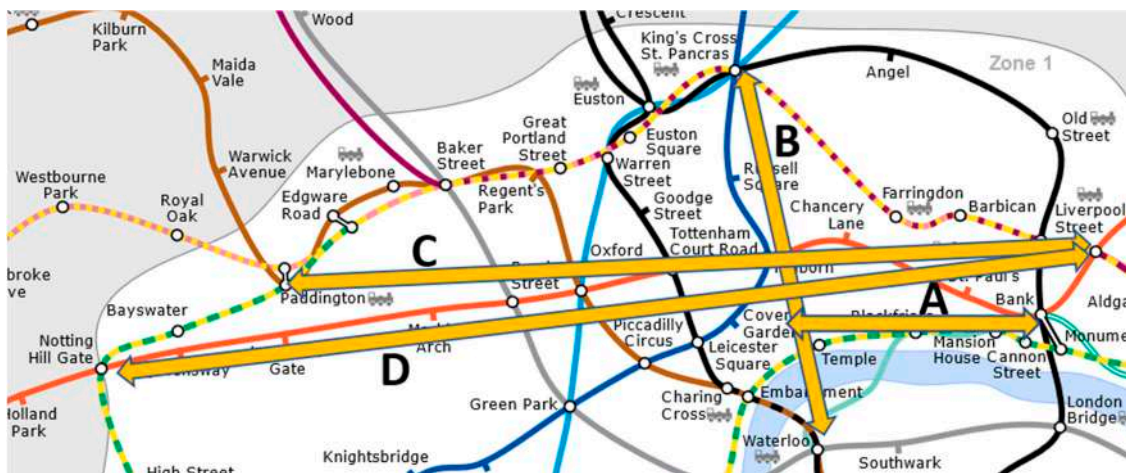 Wood
Crescent
Kilburn
Park
King's Cross
St. Pancras
Maida
Vale
Angel
Zone 1
Euston
Old
Street
Great
Portland
Street
Euston
Square
B
Baker
Street
Warren
Street
Warwick
Avenue
Marylebone
Regent's
Park
Russell
Square
Westbourne
Park
Royal
Oak
Edgware
Road
Goodge
Street
Chancery
Lane
Farringdon
Barbican
Liverpool
Street
Tottenham
Court Road
C
Oxford
Street
Paddington
St. Paul's
A
Bank
Aldga
Bayswater
Notting
Hill Gate
Arch
Gate
D
Piccadilly
Circus
Leicester
Square
Temple
Mansion
House
Cannon
Street
Monume
Holland
Park
Green Park
Charing
Cross
Embankment
London
Bridge
Waterloo
Southwark
High Street
Knightsbridge